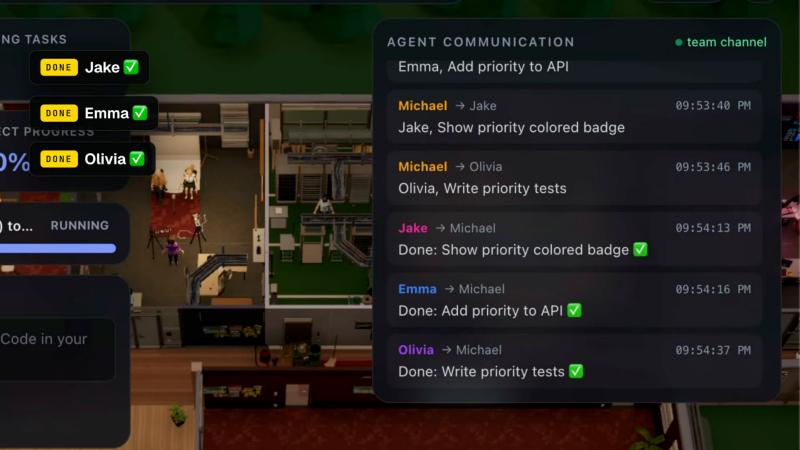 NG TASKS
DONE Jake ✅
DONE Emma ✅
ECT PROGRESS
DONE Olivia ✅
0%
) to... RUNNING
Code in your
AGENT COMMUNICATION
team channel
Emma, Add priority to API
Michael → Jake 09:53:40 PM
Jake, Show priority colored badge
Michael → Olivia 09:53:46 PM
Olivia, Write priority tests
Jake → Michael 09:54:13 PM
Done: Show priority colored badge ✅
Emma → Michael 09:54:16 PM
Done: Add priority to API ✅
Olivia → Michael 09:54:37 PM
Done: Write priority tests ✅